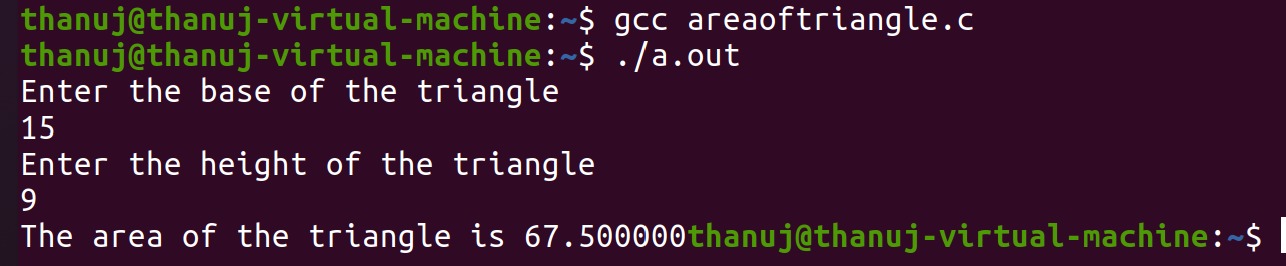 thanuj@thanuj-virtual-machine:~$ gcc areaoftriangle.c
thanuj@thanuj-virtual-machine:~$ ./a.out
Enter the base of the triangle
15
Enter the height of the triangle
9
The area of the triangle is 67.500000thanuj@thanuj-virtual-machine:~$